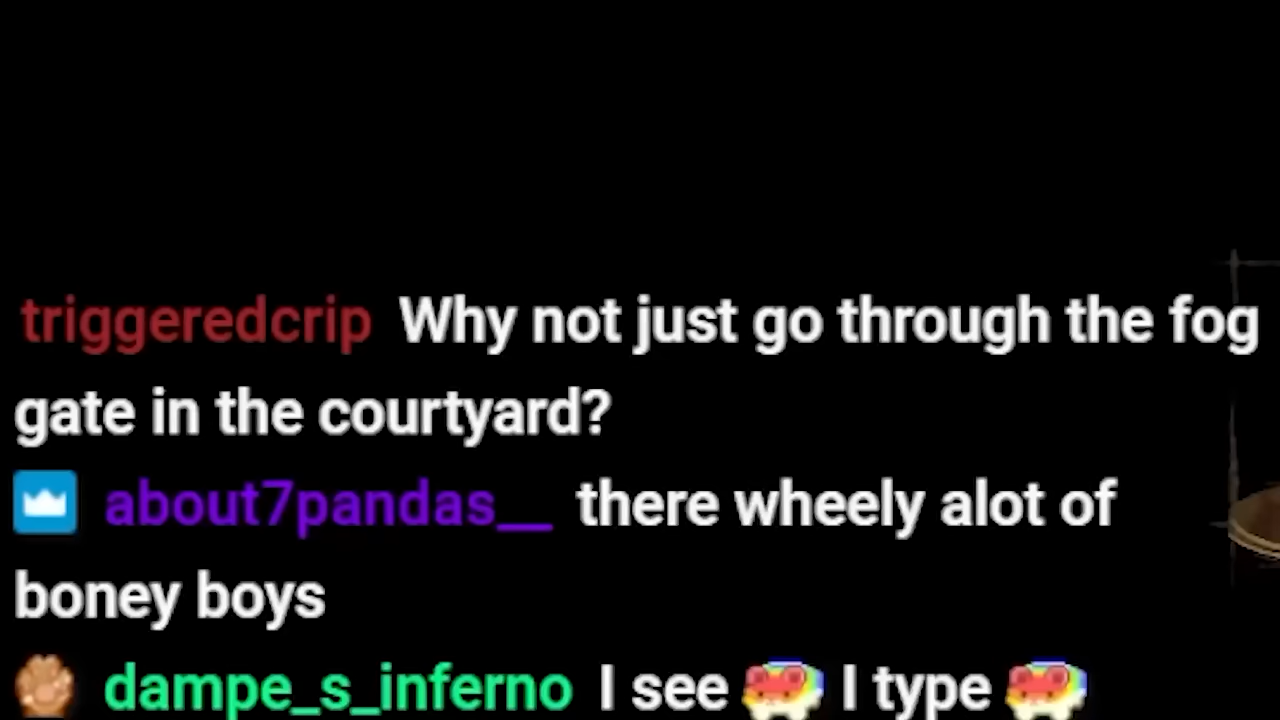 triggeredcrip Why not just go through the fog
gate in the courtyard?
about7pandas__ there wheely alot of
boney boys
dampe_s_inferno I see I type